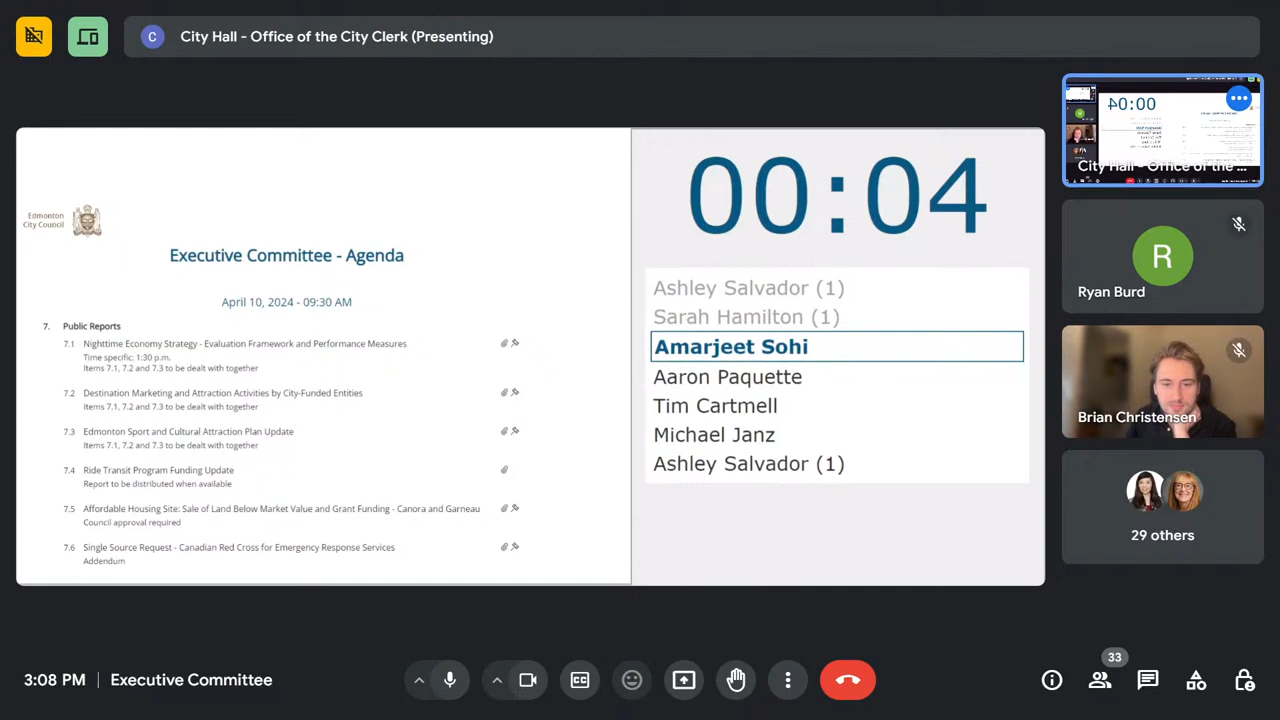 C City Hall - Office of the City Clerk (Presenting)
Edmonton
City Council
Executive Committee - Agenda
April 10, 2024 - 09:30 AM
7. Public Reports
7.1 Nighttime Economy Strategy - Evaluation Framework and Performance Measures
Time specific: 1:30 p.m.
Items 7.1, 7.2 and 7.3 to be dealt with together
7.2 Destination Marketing and Attraction Activities by City-Funded Entities
Items 7.1, 7.2 and 7.3 to be dealt with together
7.3 Edmonton Sport and Cultural Attraction Plan Update
Items 7.1, 7.2 and 7.3 to be dealt with together
7.4 Ride Transit Program Funding Update
Report to be distributed when available
7.5 Affordable Housing Site: Sale of Land Below Market Value and Grant Funding - Canora and Garneau
Council approval required
7.6 Single Source Request - Canadian Red Cross for Emergency Response Services
Addendum
00:04
Ashley Salvador (1)
Sarah Hamilton (1)
Amarjeet Sohi
Aaron Paquette
Tim Cartmell
Michael Janz
Ashley Salvador (1)
00:04
City Hall - Office of the ...
R
Ryan Burd
Brian Christensen
29 others
3:08 PM | Executive Committee
33